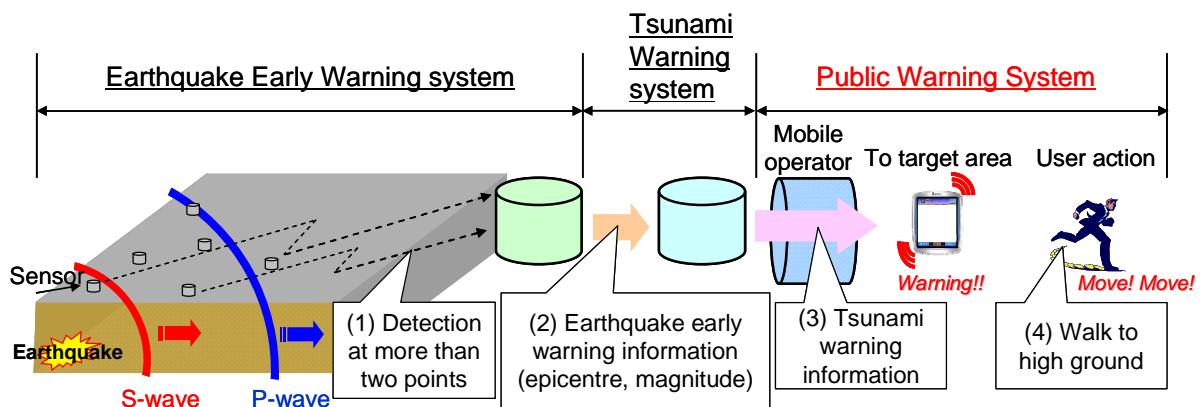 Tsunami
Warning
system
Earthquake Early Warning system
Public Warning System
Mobile
operator
To target area
User action
Sensor
Earthquake
S-wave
P-wave
(1) Detection
at more than
two points
(2) Earthquake early
warning information
(epicentre, magnitude)
(3) Tsunami
warning
information
Warning!!
Move! Move!
(4) Walk to
high ground